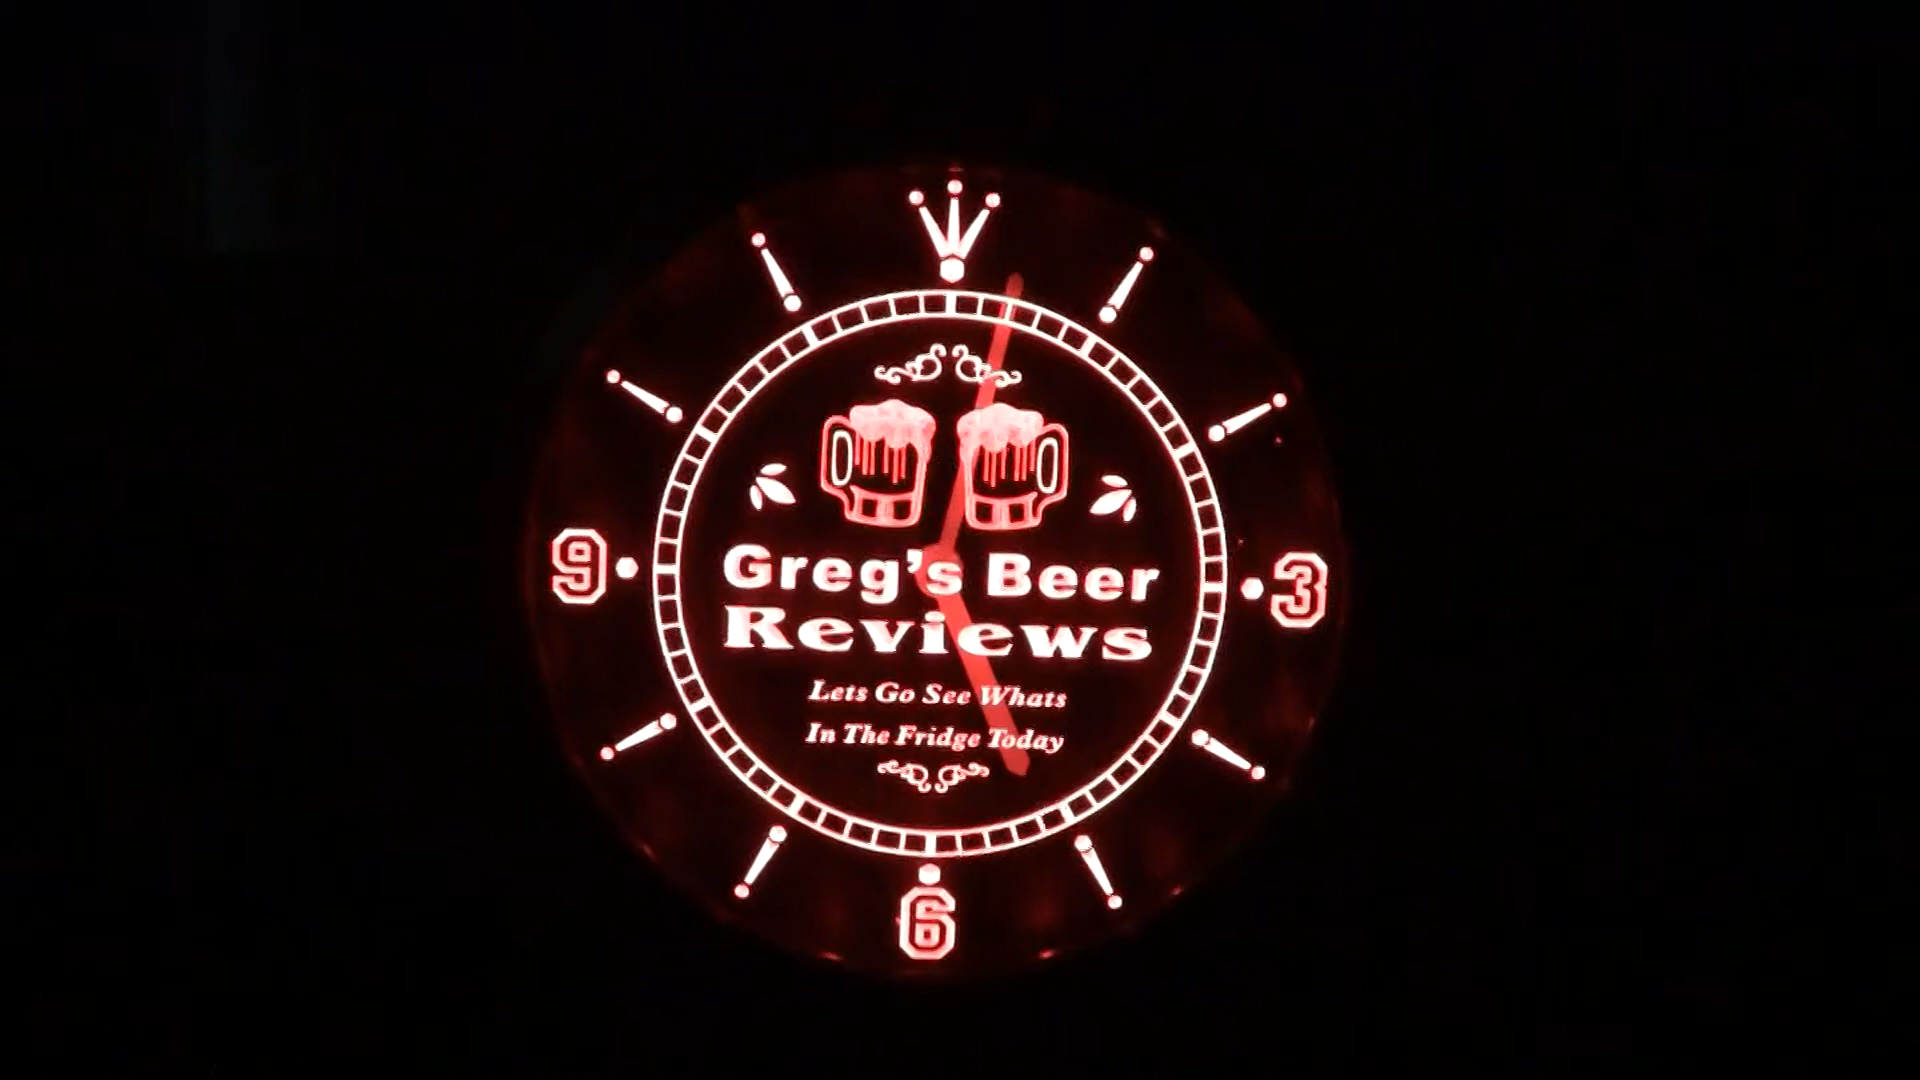 9
3
Greg's Beer
Reviews
Lets Go See Whats
In The Fridge Today
6